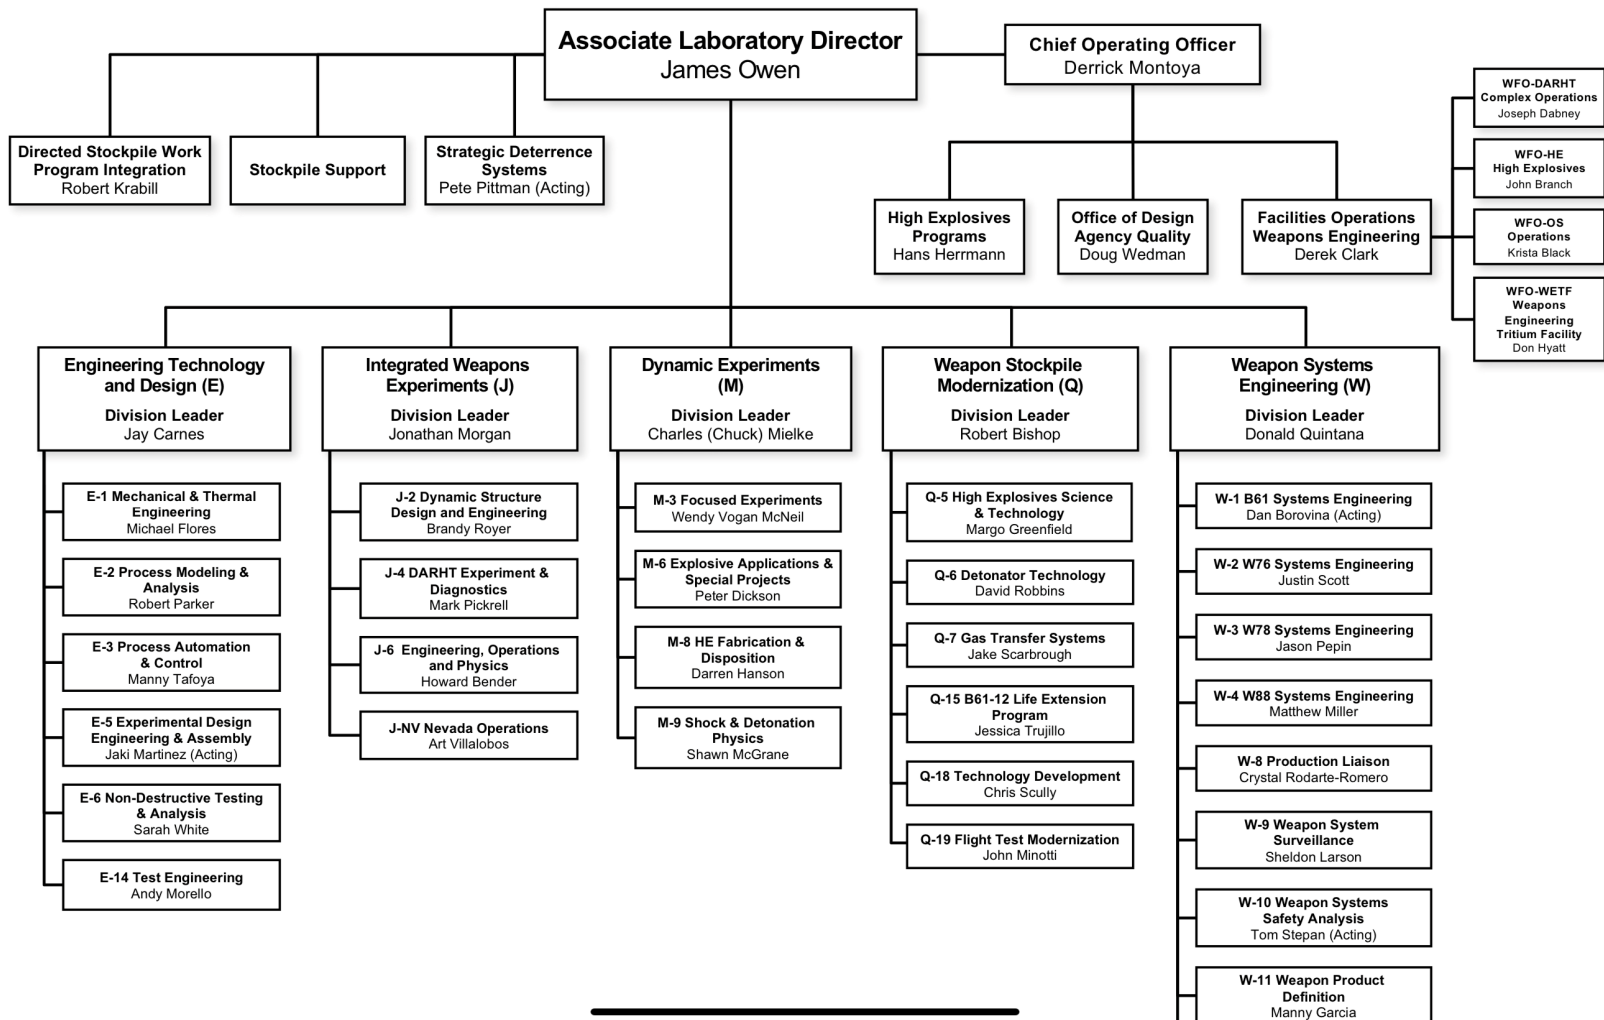 Associate Laboratory Director
James Owen
Chief Operating Officer
Derrick Montoya
WFO-DARHT
Complex Operations
Joseph Dabney
WFO-HE
High Explosives
John Branch
WFO-OS
Operations
Krista Black
WFO-WETF
Weapons
Engineering
Tritium Facility
Don Hyatt
Directed Stockpile Work
Program Integration
Robert Krabill
Stockpile Support
Strategic Deterrence
Systems
Pete Pittman (Acting)
High Explosives
Programs
Hans Herrmann
Office of Design
Agency Quality
Doug Wedman
Facilities Operations
Weapons Engineering
Derek Clark
Engineering Technology
and Design (E)
Division Leader
Jay Carnes
E-1 Mechanical & Thermal
Engineering
Michael Flores
E-2 Process Modeling &
Analysis
Robert Parker
E-3 Process Automation
& Control
Manny Tafoya
E-5 Experimental Design
Engineering & Assembly
Jaki Martinez (Acting)
E-6 Non-Destructive Testing
& Analysis
Sarah White
E-14 Test Engineering
Andy Morello
Integrated Weapons
Experiments (J)
Division Leader
Jonathan Morgan
J-2 Dynamic Structure
Design and Engineering
Brandy Royer
J-4 DARHT Experiment &
Diagnostics
Mark Pickrell
J-6 Engineering, Operations
and Physics
Howard Bender
J-NV Nevada Operations
Art Villalobos
Dynamic Experiments
(M)
Division Leader
Charles (Chuck) Mielke
M-3 Focused Experiments
Wendy Vogan McNeil
M-6 Explosive Applications &
Special Projects
Peter Dickson
M-8 HE Fabrication &
Disposition
Darren Hanson
M-9 Shock & Detonation
Physics
Shawn McGrane
Weapon Stockpile
Modernization (Q)
Division Leader
Robert Bishop
Q-5 High Explosives Science
& Technology
Margo Greenfield
Q-6 Detonator Technology
David Robbins
Q-7 Gas Transfer Systems
Jake Scarbrough
Q-15 B61-12 Life Extension
Program
Jessica Trujillo
Q-18 Technology Development
Chris Scully
Q-19 Flight Test Modernization
John Minotti
Weapon Systems
Engineering (W)
Division Leader
Donald Quintana
W-1 B61 Systems Engineering
Dan Borovina (Acting)
W-2 W76 Systems Engineering
Justin Scott
W-3 W78 Systems Engineering
Jason Pepin
W-4 W88 Systems Engineering
Matthew Miller
W-8 Production Liaison
Crystal Rodarte-Romero
W-9 Weapon System
Surveillance
Sheldon Larson
W-10 Weapon Systems
Safety Analysis
Tom Stepan (Acting)
W-11 Weapon Product
Definition
Manny Garcia